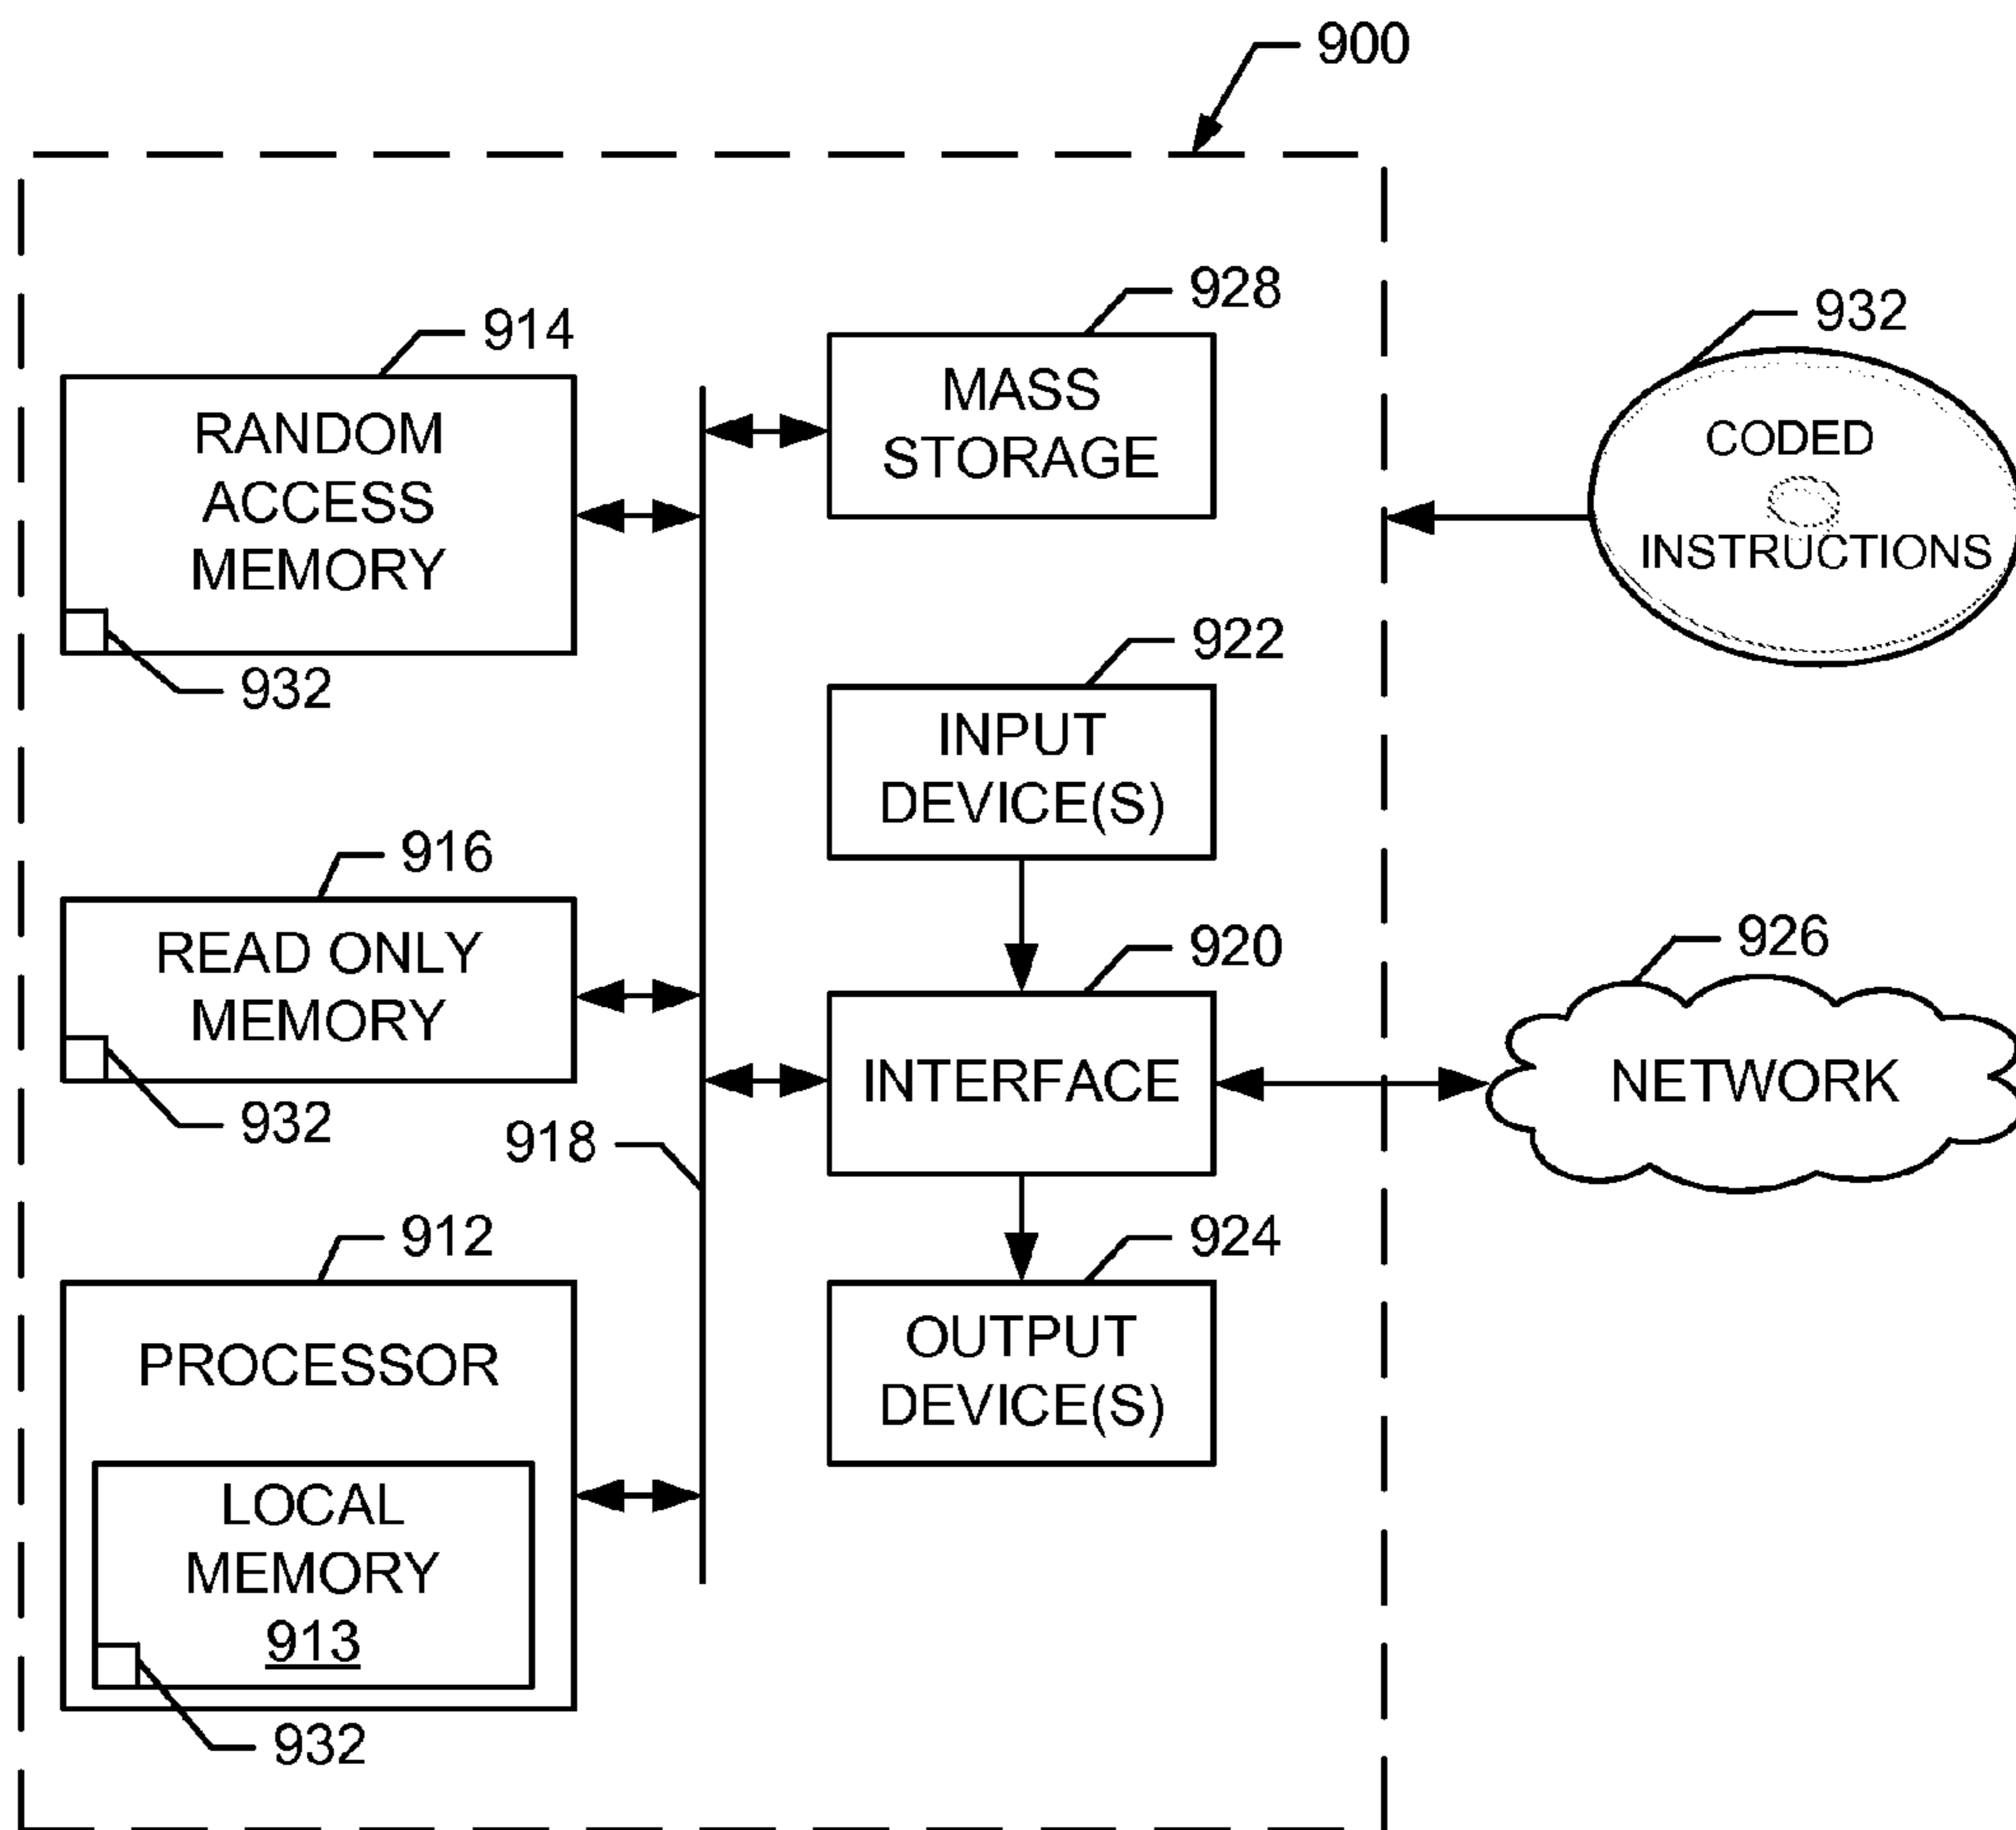 900
928
MASS
STORAGE
914
RANDOM
ACCESS
MEMORY
932
932
CODED
INSTRUCTIONS
922
INPUT
DEVICE(S)
916
READ ONLY
MEMORY
932
920
INTERFACE
926
NETWORK
918
912
PROCESSOR
LOCAL
MEMORY
913
932
924
OUTPUT
DEVICE(S)